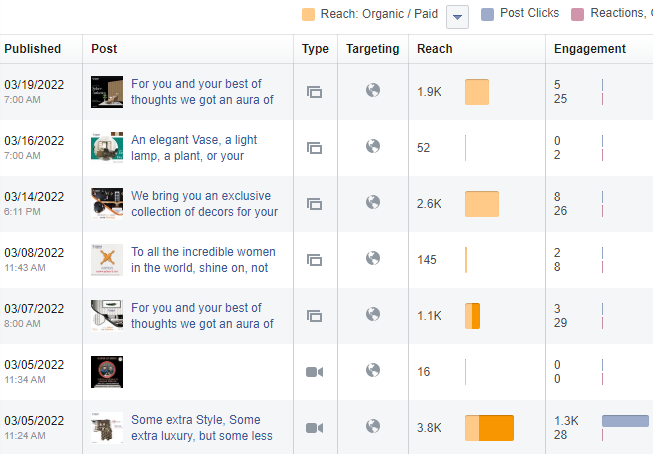 Reach: Organic / Paid Post Clicks Reactions, C
Published Post Type Targeting Reach Engagement
03/19/2022 For you and your best of 5
7:00 AM thoughts we got an aura of 1.9K 25
03/16/2022 An elegant Vase, a light 0
7:00 AM lamp, a plant, or your 52 2
03/14/2022 We bring you an exclusive 8
6:11 PM collection of decors for your 2.6K 26
03/08/2022 To all the incredible women 2
11:43 AM in the world, shine on, not 145 8
03/07/2022 For you and your best of 3
8:00 AM thoughts we got an aura of 1.1K 29
03/05/2022 0
11:34 AM 16 0
03/05/2022 Some extra Style, Some 1.3K
11:24 AM extra luxury, but some less 3.8K 28